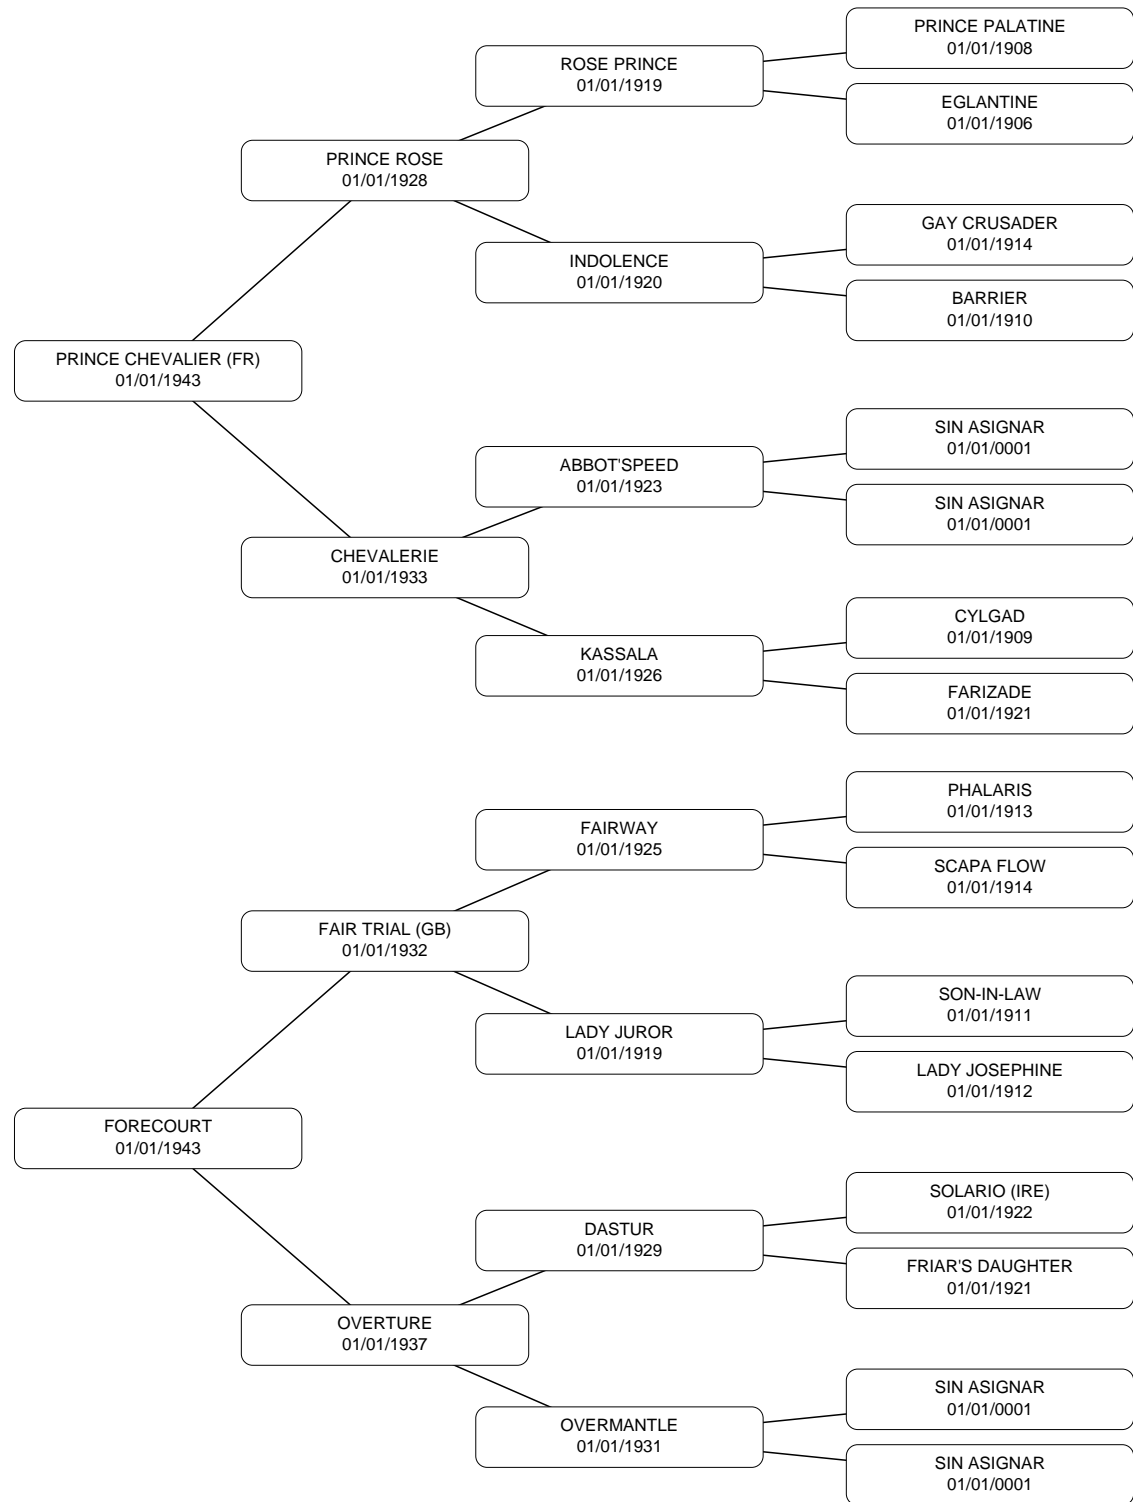 PRINCE PALATINE
01/01/1908
ROSE PRINCE
01/01/1919
EGLANTINE
01/01/1906
PRINCE ROSE
01/01/1928
GAY CRUSADER
01/01/1914
INDOLENCE
01/01/1920
BARRIER
01/01/1910
PRINCE CHEVALIER (FR)
01/01/1943
SIN ASIGNAR
01/01/0001
ABBOT'SPEED
01/01/1923
SIN ASIGNAR
01/01/0001
CHEVALERIE
01/01/1933
CYLGAD
01/01/1909
KASSALA
01/01/1926
FARIZADE
01/01/1921
PHALARIS
01/01/1913
FAIRWAY
01/01/1925
SCAPA FLOW
01/01/1914
FAIR TRIAL (GB)
01/01/1932
SON-IN-LAW
01/01/1911
LADY JUROR
01/01/1919
LADY JOSEPHINE
01/01/1912
FORECOURT
01/01/1943
SOLARIO (IRE)
01/01/1922
DASTUR
01/01/1929
FRIAR'S DAUGHTER
01/01/1921
OVERTURE
01/01/1937
SIN ASIGNAR
01/01/0001
OVERMANTLE
01/01/1931
SIN ASIGNAR
01/01/0001